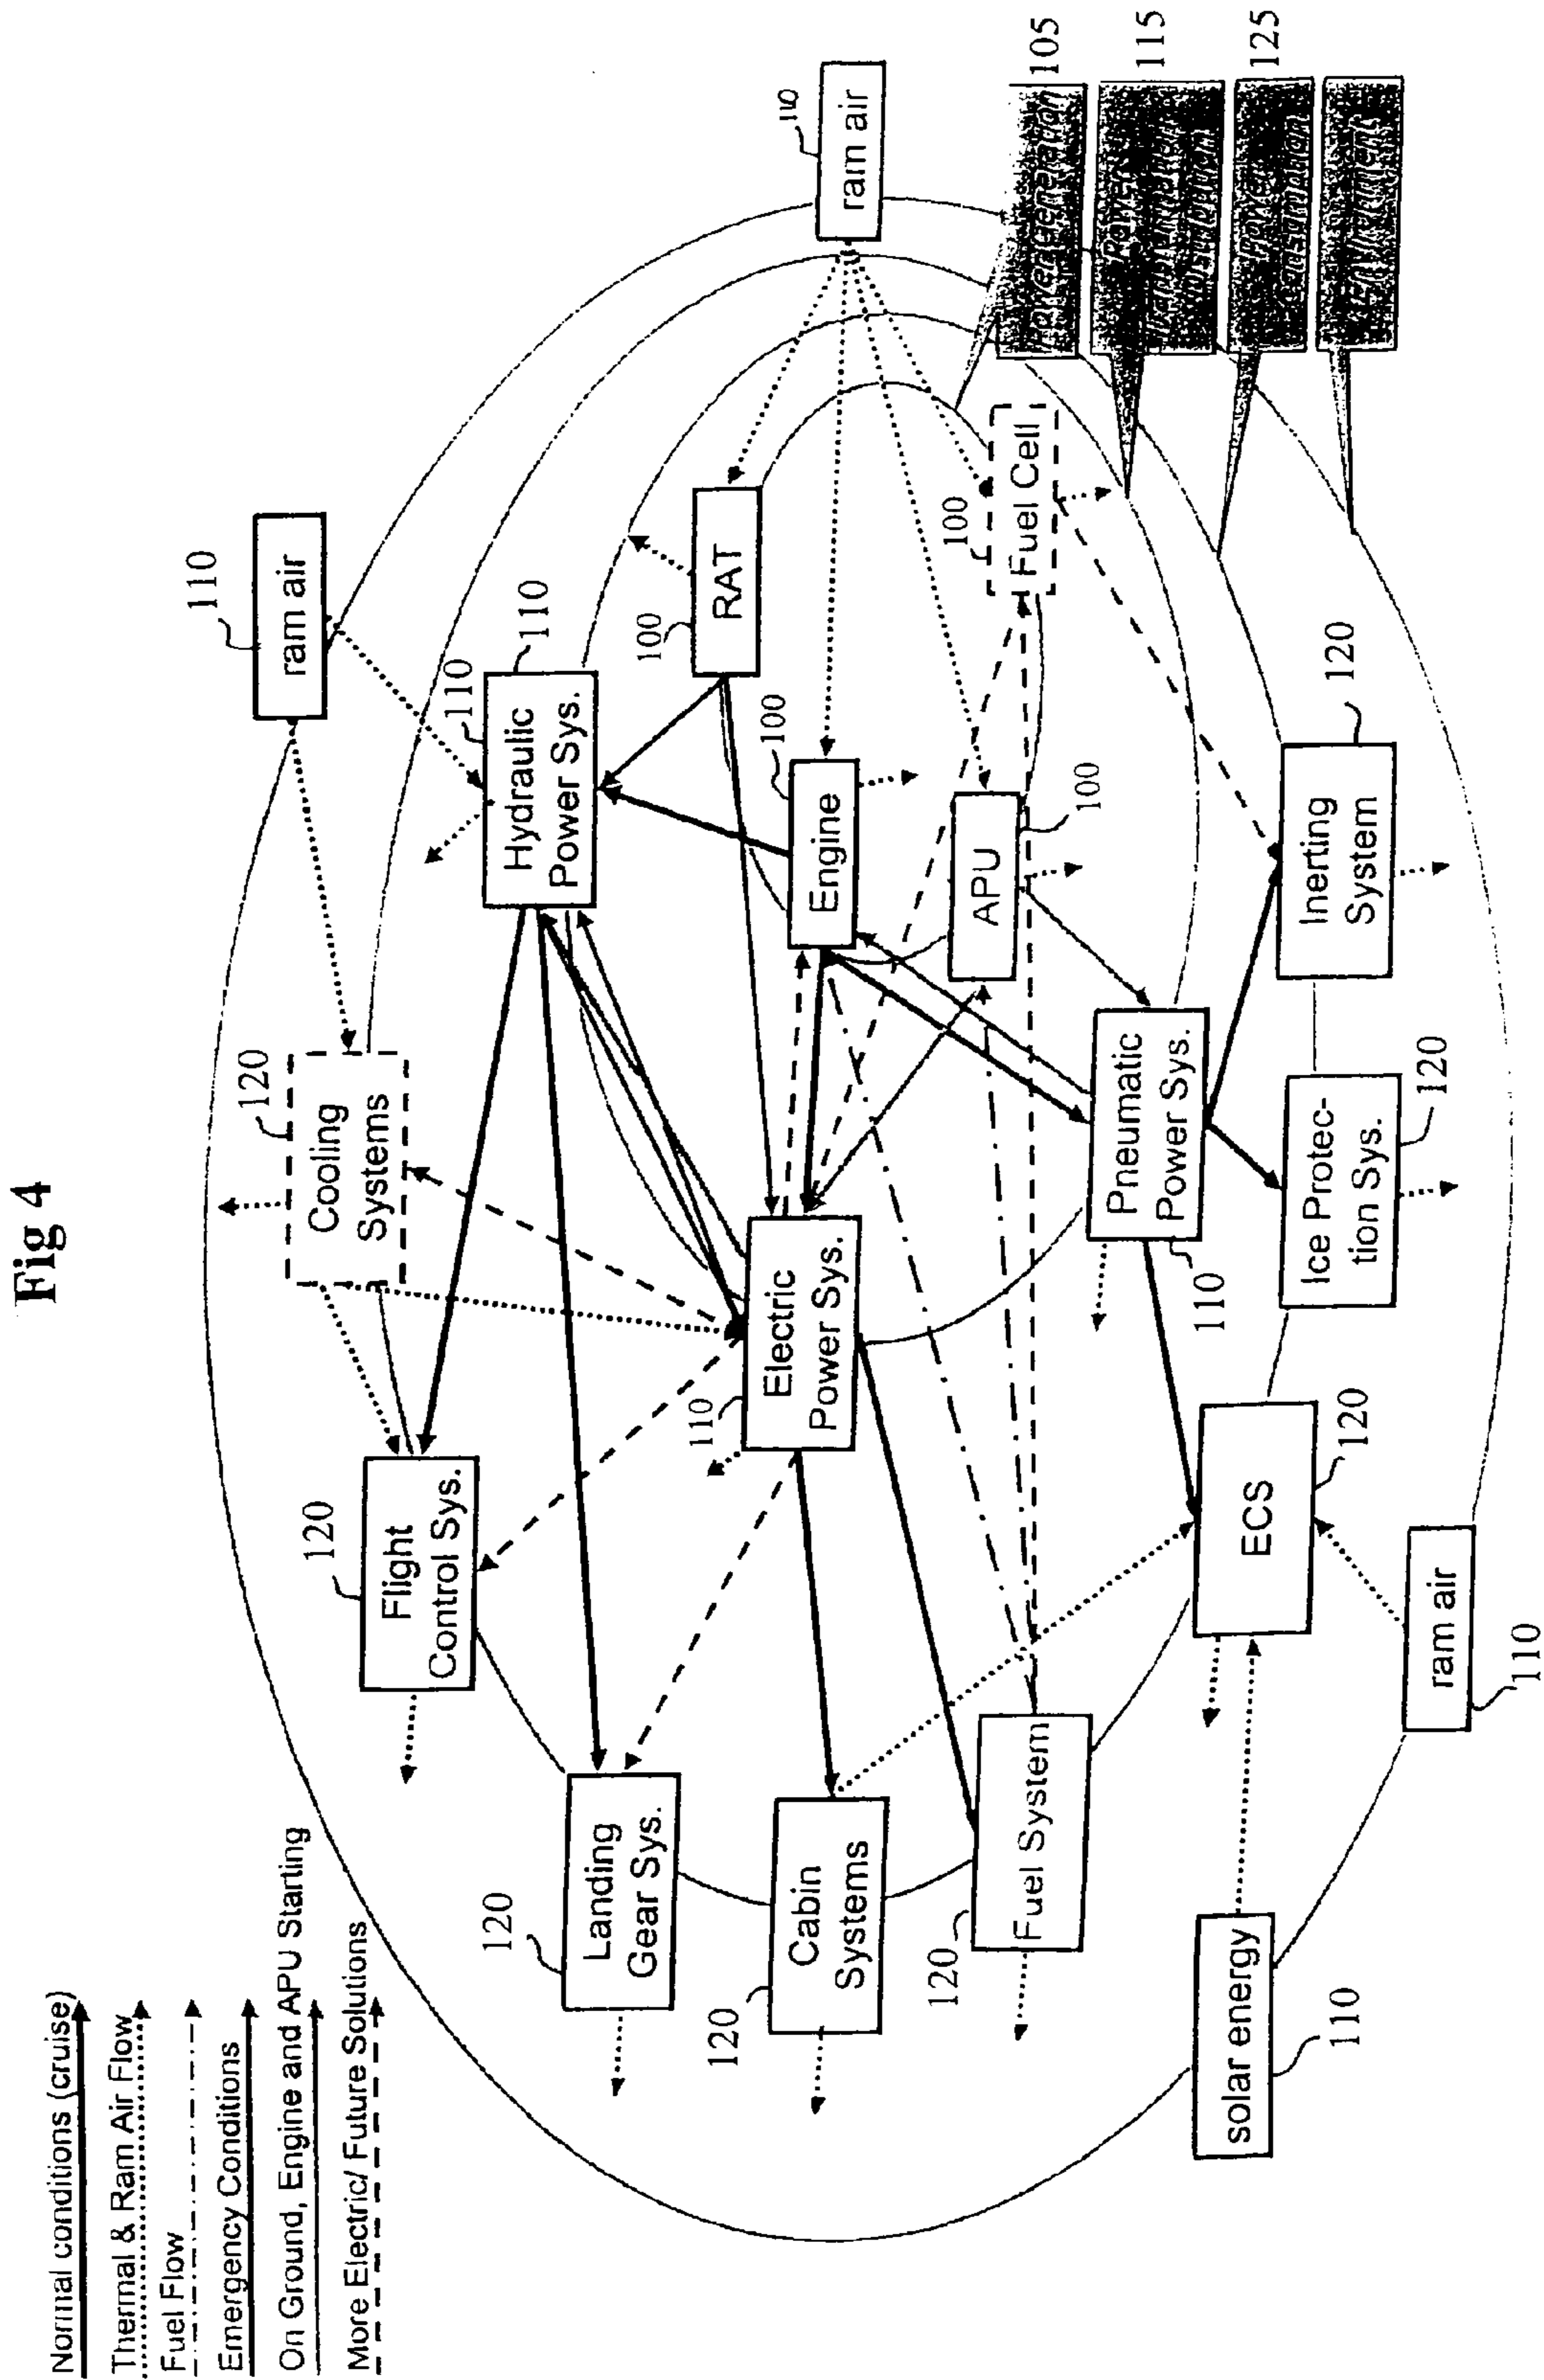 Fig 4
Normal conditions (cruise)
Thermal & Ram Air Flow
Fuel Flow
Emergency Conditions
On Ground, Engine and APU Starting
More Electric/ Future Solutions
110
ram air
110
ram air
120
Cooling
Systems
110
110
Hydraulic
Power Sys.
100
RAT
120
Flight
Control Sys.
100
Engine
100
Fuel Cell
100
APU
110
Electric
Power Sys.
120
Landing
Gear Sys.
120
Cabin
Systems
120
Fuel System
Pneumatic
Power Sys.
110
120
Inerting
System
120
Ice Protec-
tion Sys.
120
ECS
ram air
110
solar energy
110
Powergeneration
105
Power
115
Power
Consumption
125